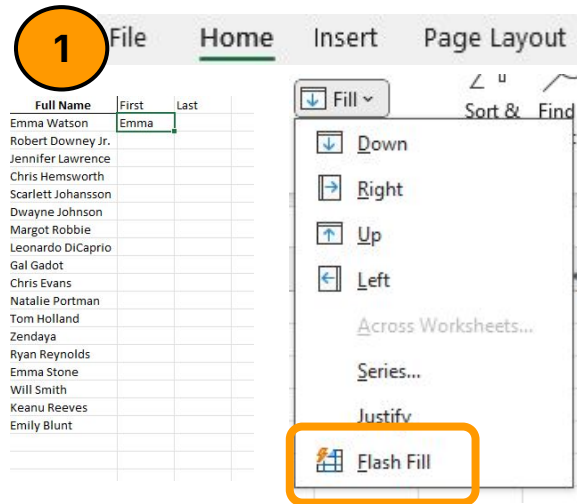 1
File Home Insert Page Layout
Full Name First Last
Emma Watson Emma
Robert Downey Jr.
Jennifer Lawrence
Chris Hemsworth
Scarlett Johansson
Dwayne Johnson
Margot Robbie
Leonardo DiCaprio
Gal Gadot
Chris Evans
Natalie Portman
Tom Holland
Zendaya
Ryan Reynolds
Emma Stone
Will Smith
Keanu Reeves
Emily Blunt
Fill
Sort & Find
Down
Right
Up
Left
Across Worksheets...
Series...
Justify
Flash Fill